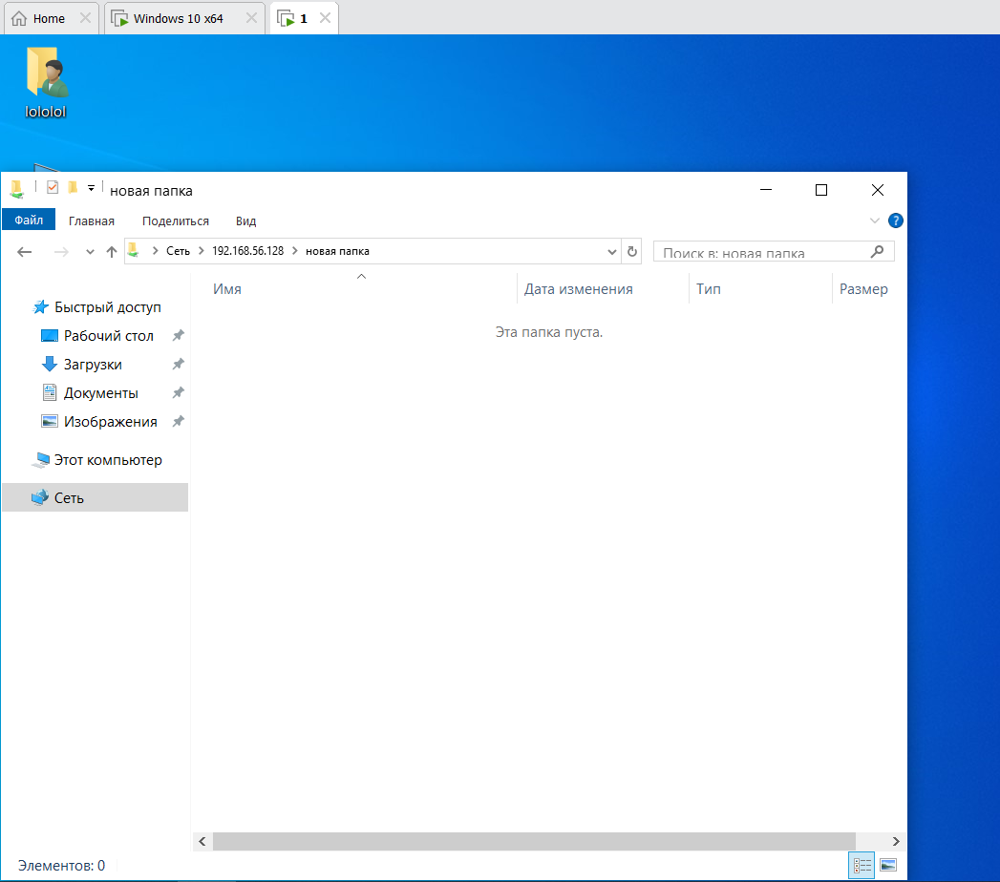 Home
Windows 10 x64
1
lololol
новая папка
Файл
Главная
Поделиться
Вид
?
Сеть
192.168.56.128
новая папка
Поиск в: новая папка
Имя
Дата изменения
Тип
Размер
Эта папка пуста.
Быстрый доступ
Рабочий стол
Загрузки
Документы
Изображения
Этот компьютер
Сеть
Элементов: 0